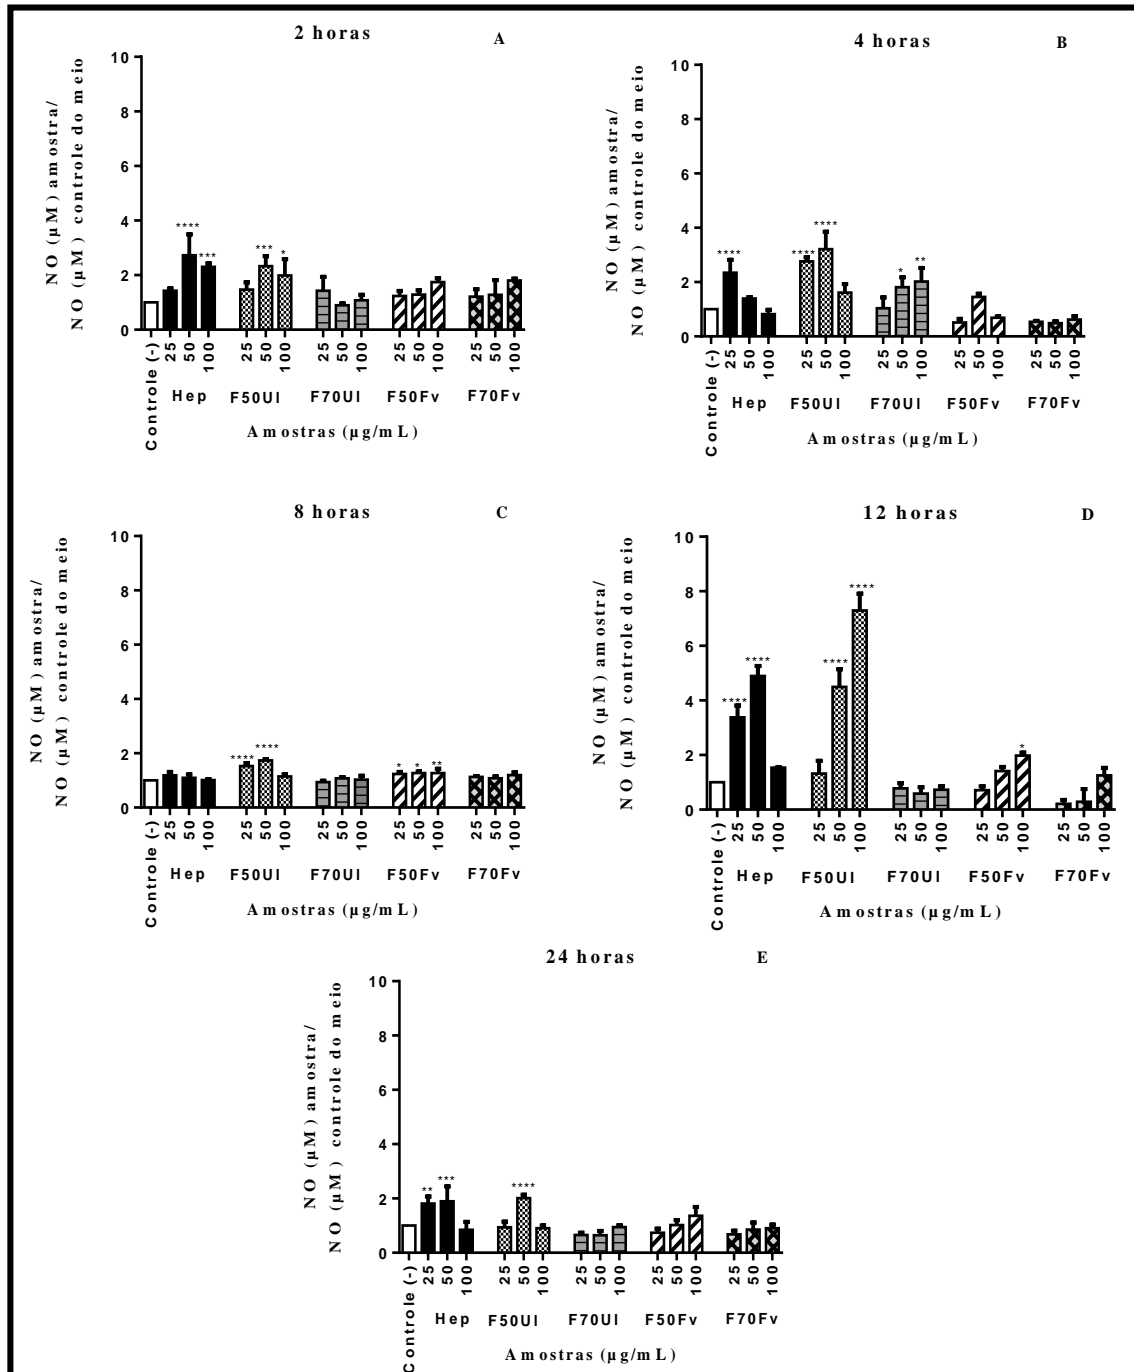 2 horas A
NO (µM) amostra/
NO (µM) controle do meio
10
8
6
4
2
0
**** *** *** *
Controle (-) 25 50 100 25 50 100 25 50 100 25 50 100 25 50 100
Hep F50Ul F70Ul F50Fv F70Fv
Amostras (µg/mL)
4 horas B
NO (µM) amostra/
NO (µM) controle do meio
10
8
6
4
2
0
**** **** **** * **
Controle (-) 25 50 100 25 50 100 25 50 100 25 50 100 25 50 100
Hep F50Ul F70Ul F50Fv F70Fv
Amostras (µg/mL)
8 horas C
NO (µM) amostra/
NO (µM) controle do meio
10
8
6
4
2
0
**** **** * * **
Controle (-) 25 50 100 25 50 100 25 50 100 25 50 100 25 50 100
Hep F50Ul F70Ul F50Fv F70Fv
Amostras (µg/mL)
12 horas D
NO (µM) amostra/
NO (µM) controle do meio
10
8
6
4
2
0
**** **** **** **** *
Controle (-) 25 50 100 25 50 100 25 50 100 25 50 100 25 50 100
Hep F50Ul F70Ul F50Fv F70Fv
Amostras (µg/mL)
24 horas E
NO (µM) amostra/
NO (µM) controle do meio
10
8
6
4
2
0
** *** ****
Controle (-) 25 50 100 25 50 100 25 50 100 25 50 100 25 50 100
Hep F50Ul F70Ul F50Fv F70Fv
Amostras (µg/mL)